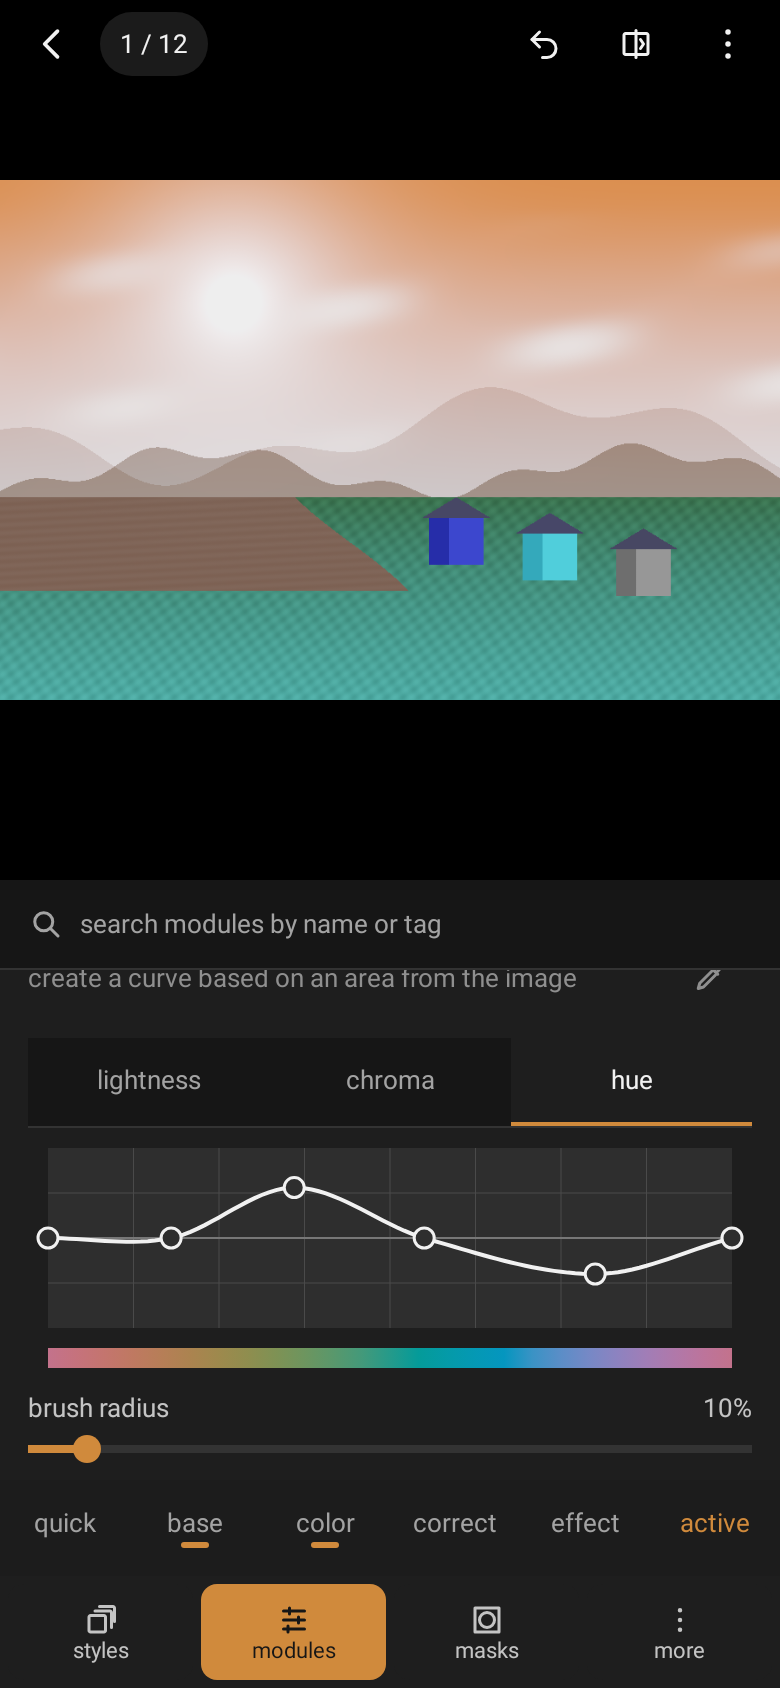 1 / 12
search modules by name or tag
create a curve based on an area from the image
lightness chroma hue
brush radius 10%
quick base color correct effect active
styles modules masks more